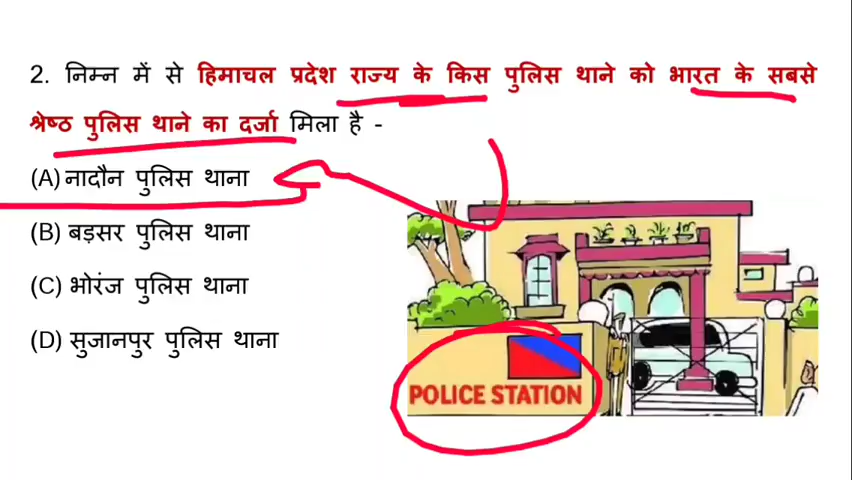 2. निम्न में से हिमाचल प्रदेश राज्य के किस पुलिस थाने को भारत के सबसे
श्रेष्ठ पुलिस थाने का दर्जा मिला है -
(A) नादौन पुलिस थाना
(B) बड़सर पुलिस थाना
(C) भोरंज पुलिस थाना
(D) सुजानपुर पुलिस थाना
POLICE STATION